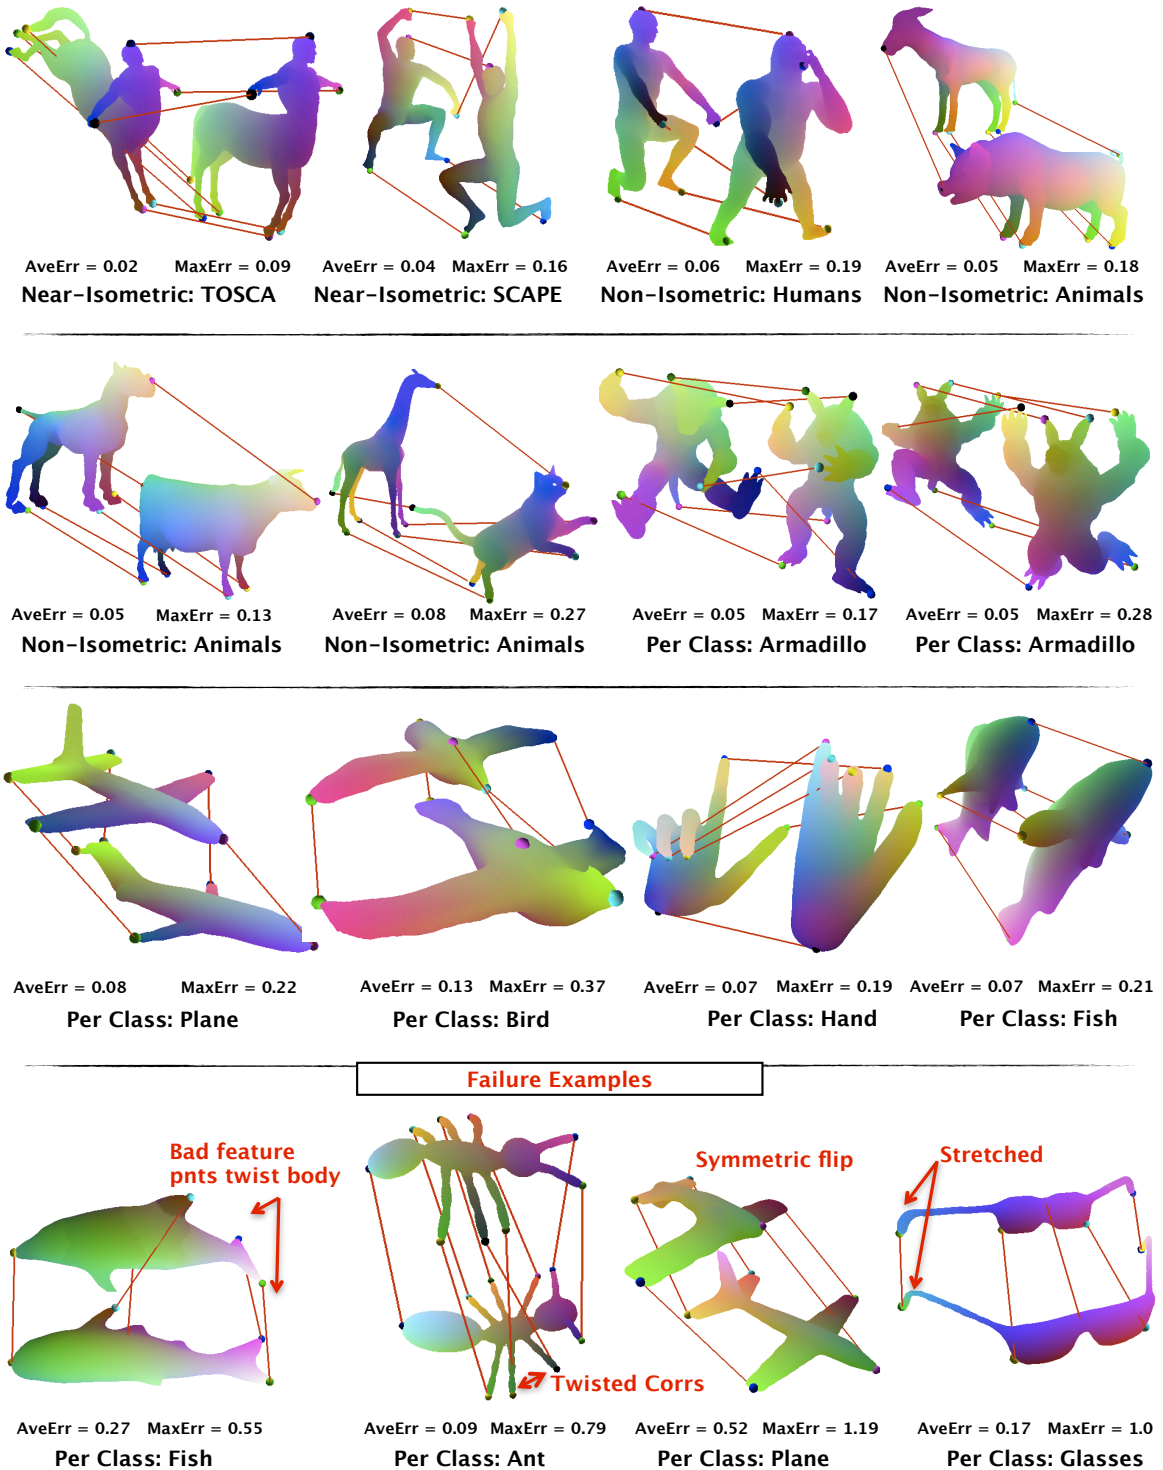 AveErr = 0.02 MaxErr = 0.09 AveErr = 0.04 MaxErr = 0.16 AveErr = 0.06 MaxErr = 0.19 AveErr = 0.05 MaxErr = 0.18
Near-Isometric: TOSCA Near-Isometric: SCAPE Non-Isometric: Humans Non-Isometric: Animals
AveErr = 0.05 MaxErr = 0.13 AveErr = 0.08 MaxErr = 0.27 AveErr = 0.05 MaxErr = 0.17 AveErr = 0.05 MaxErr = 0.28
Non-Isometric: Animals Non-Isometric: Animals Per Class: Armadillo Per Class: Armadillo
AveErr = 0.08 MaxErr = 0.22 AveErr = 0.13 MaxErr = 0.37 AveErr = 0.07 MaxErr = 0.19 AveErr = 0.07 MaxErr = 0.21
Per Class: Plane Per Class: Bird Per Class: Hand Per Class: Fish
Failure Examples
Bad feature
pnts twist body
Symmetric flip
Stretched
Twisted Corrs
AveErr = 0.27 MaxErr = 0.55 AveErr = 0.09 MaxErr = 0.79 AveErr = 0.52 MaxErr = 1.19 AveErr = 0.17 MaxErr = 1.0
Per Class: Fish Per Class: Ant Per Class: Plane Per Class: Glasses